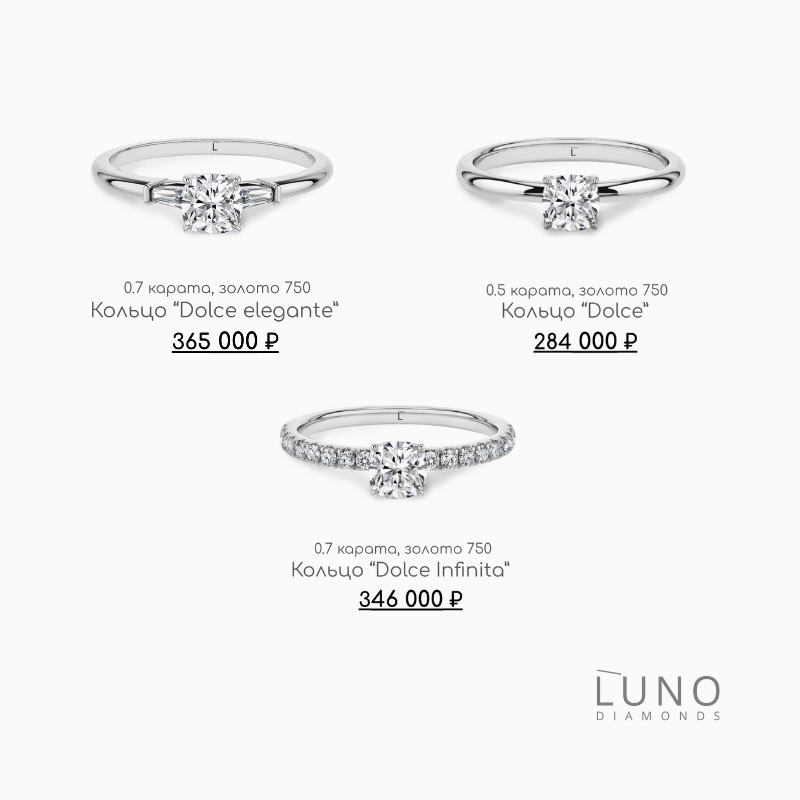 L
0.7 карата, золото 750
Кольцо “Dolce elegante”
365 000 ₽
L
0.5 карата, золото 750
Кольцо “Dolce”
284 000 ₽
L
0.7 карата, золото 750
Кольцо “Dolce Infinita”
346 000 ₽
LUNO
DIAMONDS